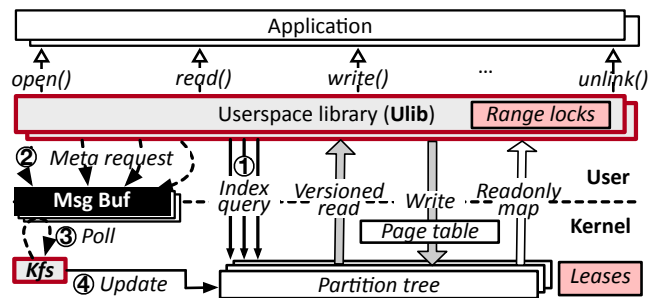 Application
open() read() write() ... unlink()
Userspace library (Ulib) Range locks
② Meta request ① Index query Versioned read Write Readonly map User
Msg Buf Kernel
③ Poll Page table
Kfs ④ Update Partition tree Leases